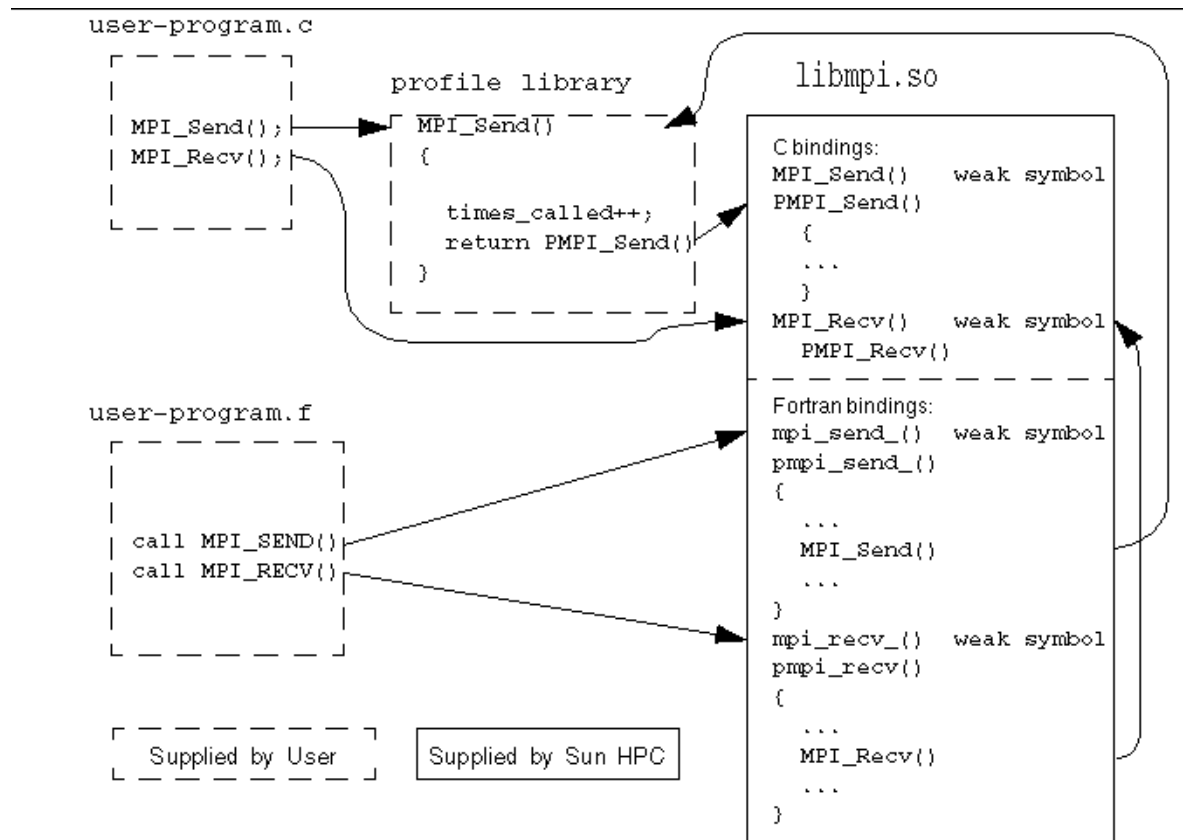 user-program.c
MPI_Send();
MPI_Recv();
profile library
MPI_Send()
{
times_called++;
return PMPI_Send()
}
libmpi.so
C bindings:
MPI_Send() weak symbol
PMPI_Send()
{
...
}
MPI_Recv() weak symbol
PMPI_Recv()
user-program.f
call MPI_SEND()
call MPI_RECV()
Fortran bindings:
mpi_send_() weak symbol
pmpi_send_()
{
...
MPI_Send()
...
}
mpi_recv_() weak symbol
pmpi_recv()
{
...
MPI_Recv()
...
}
Supplied by User
Supplied by Sun HPC